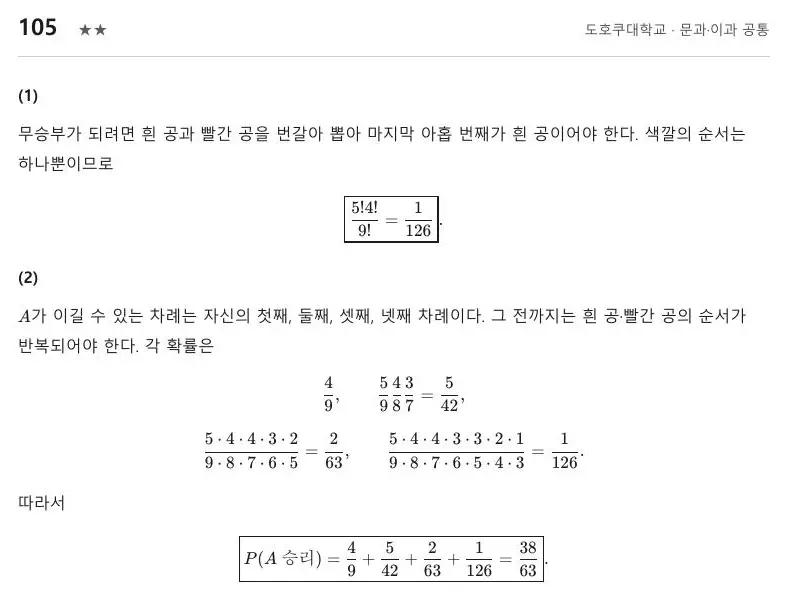 105 ★★ 도호쿠대학교 · 문과·이과 공통
(1)
무승부가 되려면 흰 공과 빨간 공을 번갈아 뽑아 마지막 아홉 번째가 흰 공이어야 한다. 색깔의 순서는
하나뿐이므로
5!4!/9! = 1/126.
(2)
A가 이길 수 있는 차례는 자신의 첫째, 둘째, 셋째, 넷째 차례이다. 그 전까지는 흰 공·빨간 공의 순서가
반복되어야 한다. 각 확률은
4/9, 5/9 4/8 3/7 = 5/42,
5·4·4·3·2/9·8·7·6·5 = 2/63, 5·4·4·3·3·2·1/9·8·7·6·5·4·3 = 1/126.
따라서
P(A 승리) = 4/9 + 5/42 + 2/63 + 1/126 = 38/63.